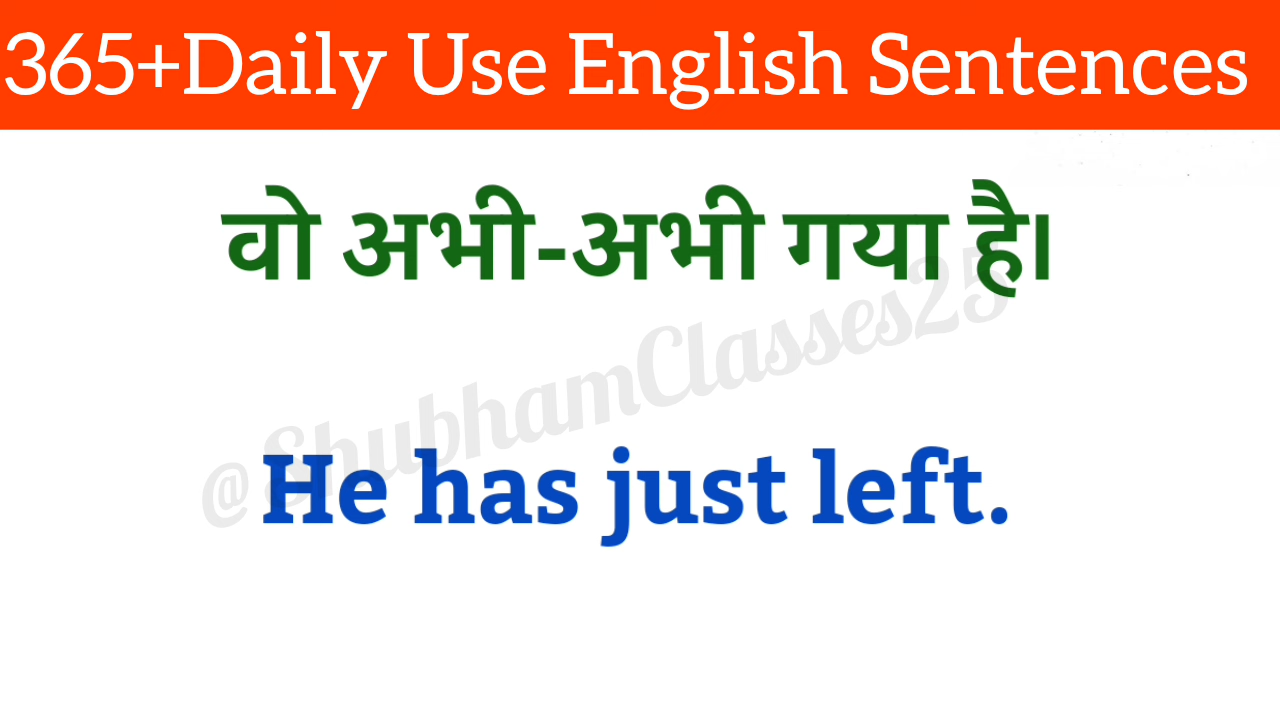 365+Daily Use English Sentences
वो अभी-अभी गया है।
@ShubhamClasses25
He has just left.